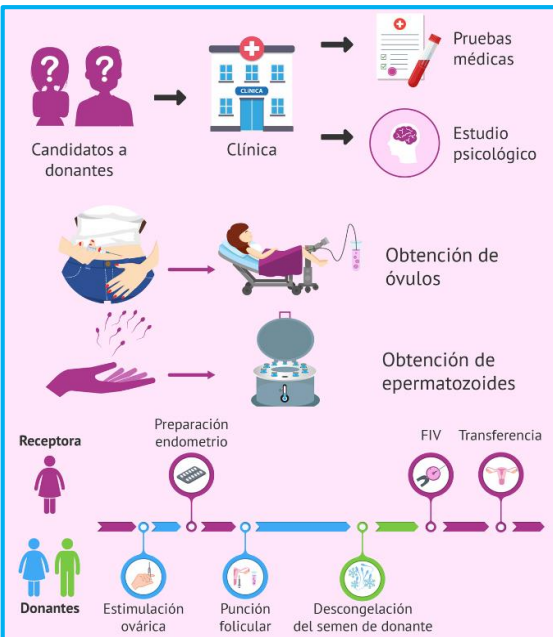 Candidatos a
donantes
CLINICA
Clínica
Pruebas
médicas
Estudio
psicológico
Obtención de
óvulos
Obtención de
epermatozoides
Receptora
Preparación
endometrio
FIV
Transferencia
Donantes
Estimulación
ovárica
Punción
folicular
Descongelación
del semen de donante